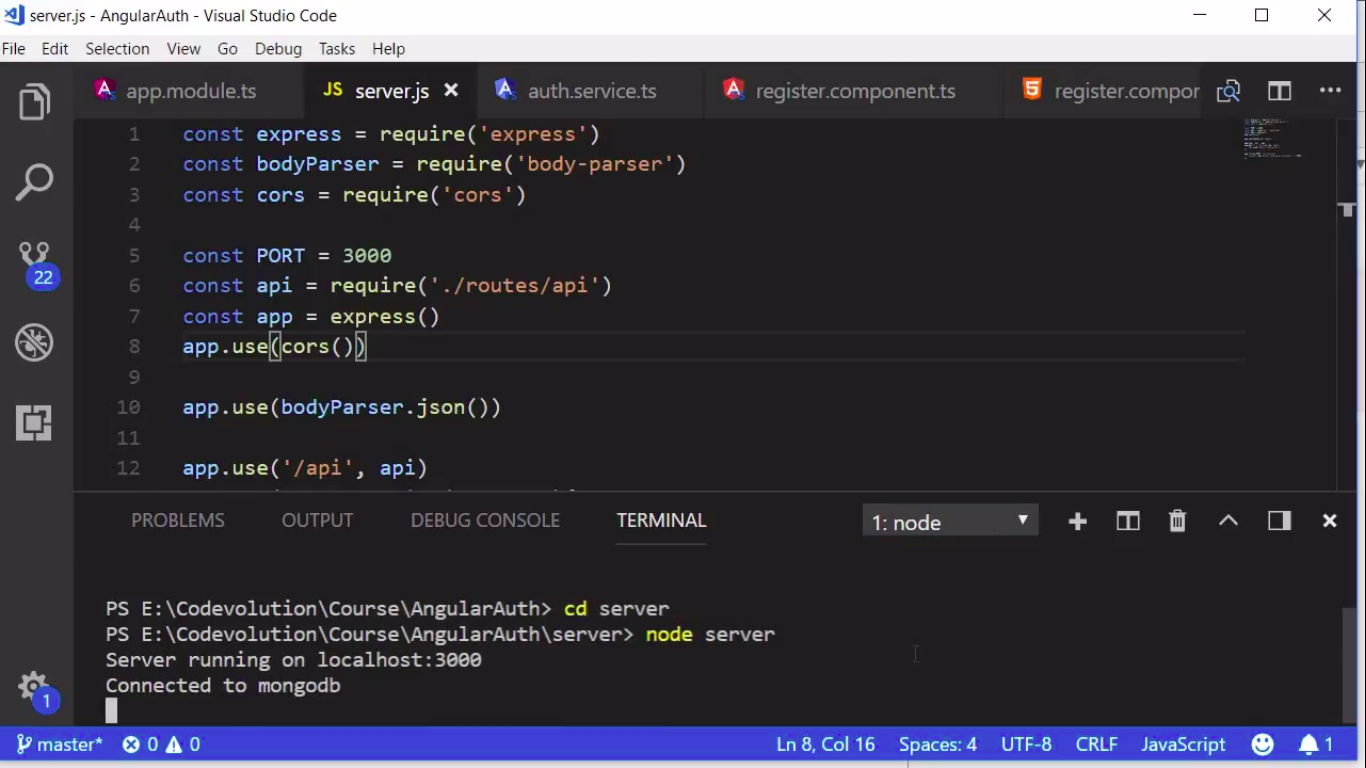 server.js - AngularAuth - Visual Studio Code
File Edit Selection View Go Debug Tasks Help
app.module.ts JS server.js auth.service.ts register.component.ts register.compor
1 const express = require('express')
2 const bodyParser = require('body-parser')
3 const cors = require('cors')
4
5 const PORT = 3000
6 const api = require('./routes/api')
7 const app = express()
8 app.use(cors())
9
10 app.use(bodyParser.json())
11
12 app.use('/api', api)
22
PROBLEMS OUTPUT DEBUG CONSOLE TERMINAL 1: node
PS E:\Codevolution\Course\AngularAuth> cd server
PS E:\Codevolution\Course\AngularAuth\server> node server
Server running on localhost:3000
Connected to mongodb
1
master* 0 0 Ln 8, Col 16 Spaces: 4 UTF-8 CRLF JavaScript 1